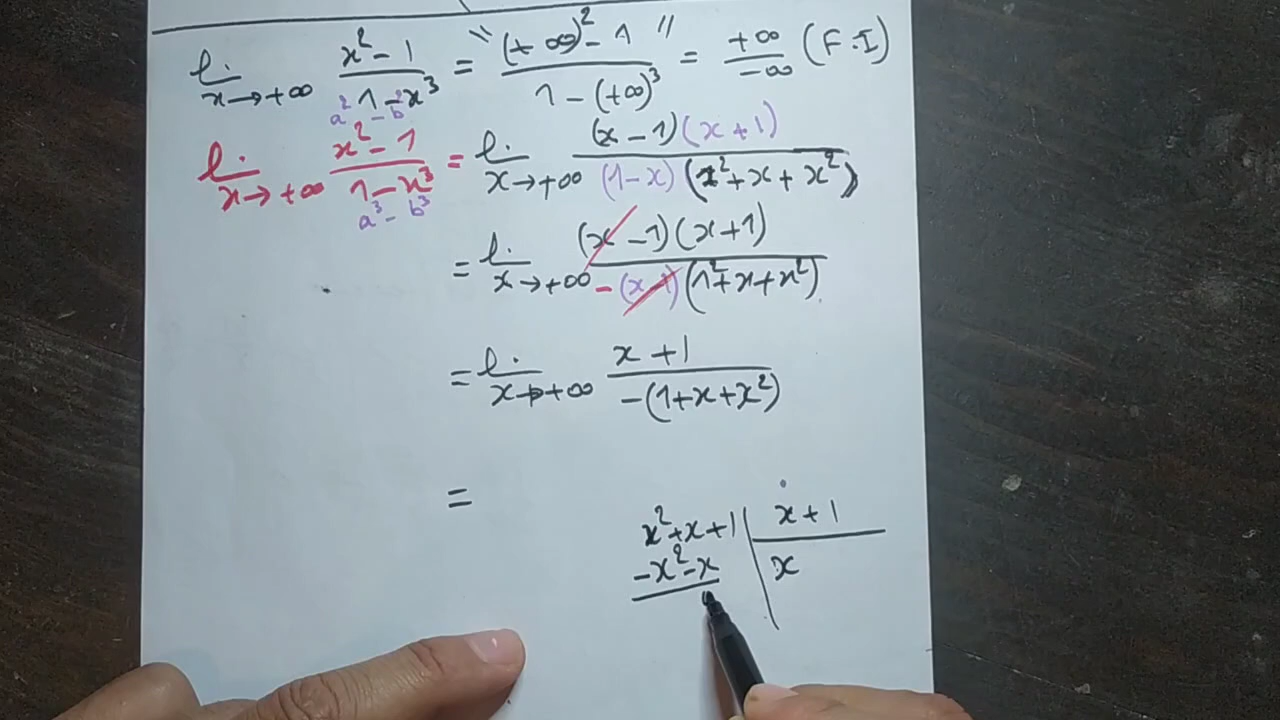 lim x→+∞ (x² - 1)/(1 - x³) = "((+∞)² - 1)/(1 - (+∞)³)" = +∞/-∞ (F.I)
a² - b²
lim x→+∞ (x² - 1)/(1 - x³) = lim x→+∞ (x - 1)(x + 1)/(1 - x)(1² + x + x²)
a³ - b³
= lim x→+∞ (x - 1)(x + 1)/-(x - 1)(1² + x + x²)
= lim x→+∞ (x + 1)/-(1 + x + x²)
=
x² + x + 1 | x + 1
-x² - x | x
0